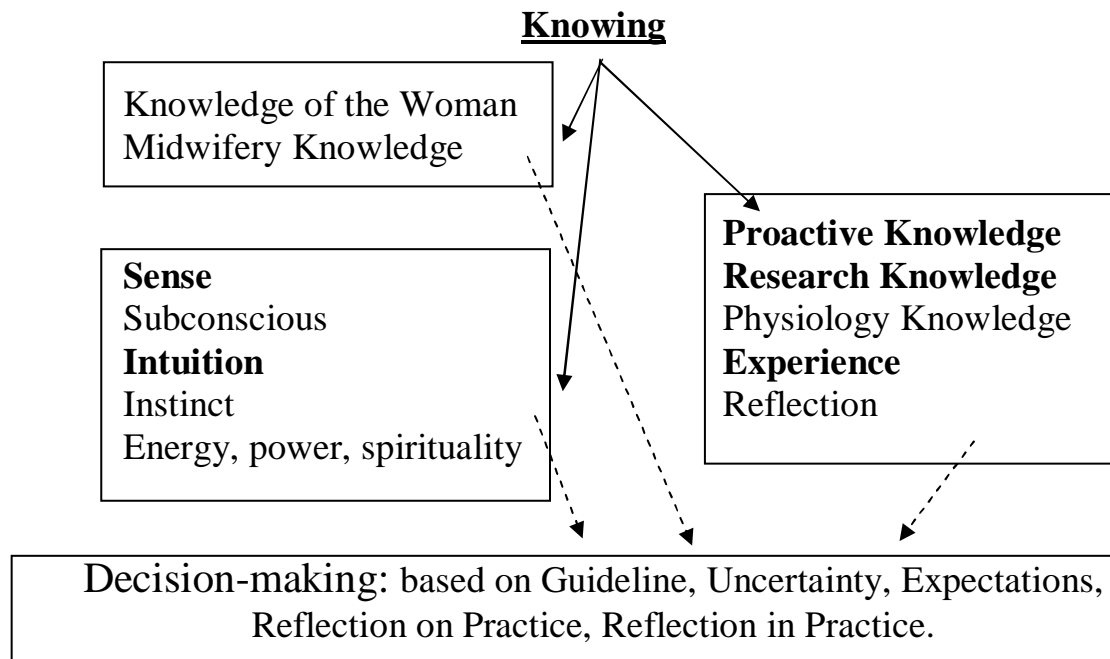 Knowing
Knowledge of the Woman
Midwifery Knowledge
Sense
Subconscious
Intuition
Instinct
Energy, power, spirituality
Proactive Knowledge
Research Knowledge
Physiology Knowledge
Experience
Reflection
Decision-making: based on Guideline, Uncertainty, Expectations,
Reflection on Practice, Reflection in Practice.